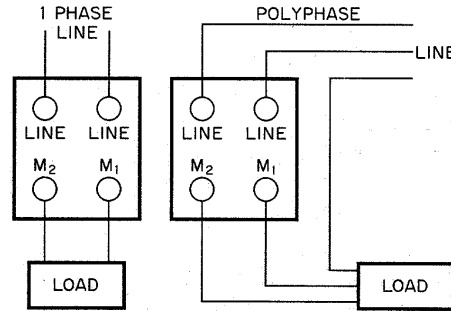 1 PHASE
LINE
LINE LINE
M2 M1
LOAD
POLYPHASE
LINE
LINE LINE
M2 M1
LOAD